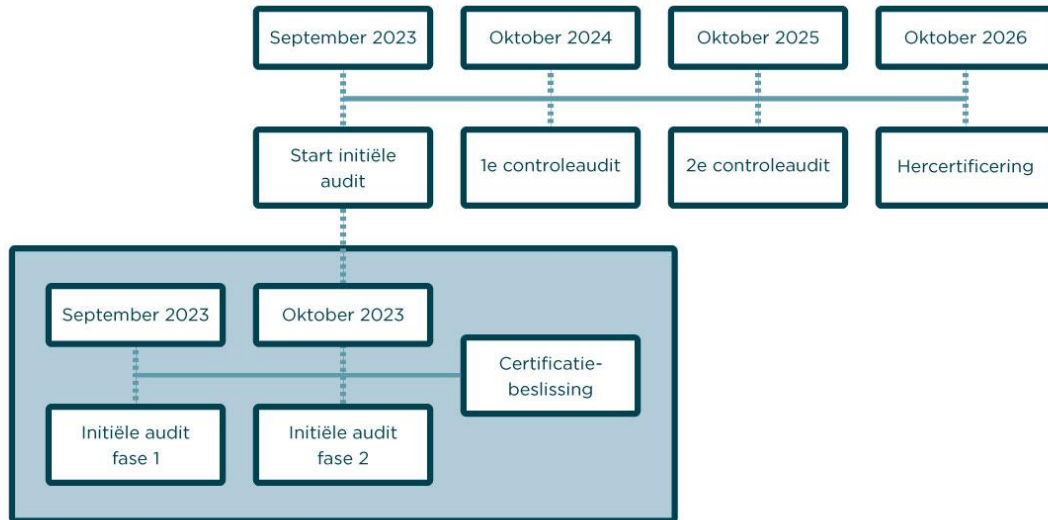 September 2023
Oktober 2024
Oktober 2025
Oktober 2026
Start initiële
audit
1e controleaudit
2e controleaudit
Hercertificering
September 2023
Oktober 2023
Certificatie-
beslissing
Initiële audit
fase 1
Initiële audit
fase 2